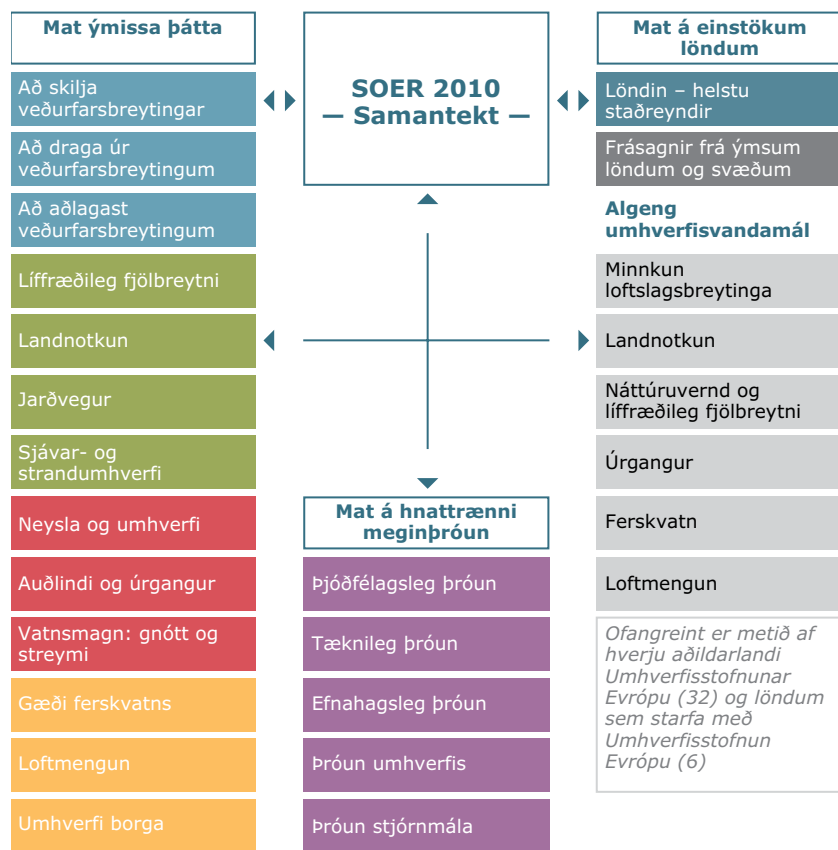 Mat ýmissa þátta
Að skilja
veðurfarsbreytingar
Að draga úr
veðurfarsbreytingum
Að aðlagast
veðurfarsbreytingum
Líffræðileg fjölbreytni
Landnotkun
Jarðvegur
Sjávar- og
strandumhverfi
Neysla og umhverfi
Auðlindi og úrgangur
Vatnsmagn: gnótt og
streymi
Gæði ferskvatns
Loftmengun
Umhverfi borga
SOER 2010
— Samantekt —
Mat á hnattrænni
meginþróun
Þjóðfélagsleg þróun
Tæknileg þróun
Efnahagsleg þróun
Þróun umhverfis
Þróun stjórnmála
Mat á einstökum
löndum
Löndin – helstu
staðreyndir
Frásagnir frá ýmsum
löndum og svæðum
Algeng
umhverfisvandamál
Minnkun
loftslagsbreytinga
Landnotkun
Náttúruvernd og
líffræðileg fjölbreytni
Úrgangur
Ferskvatn
Loftmengun
Ofangreint er metið af
hverju aðildarlandi
Umhverfisstofnunar
Evrópu (32) og löndum
sem starfa með
Umhverfisstofnun
Evrópu (6)